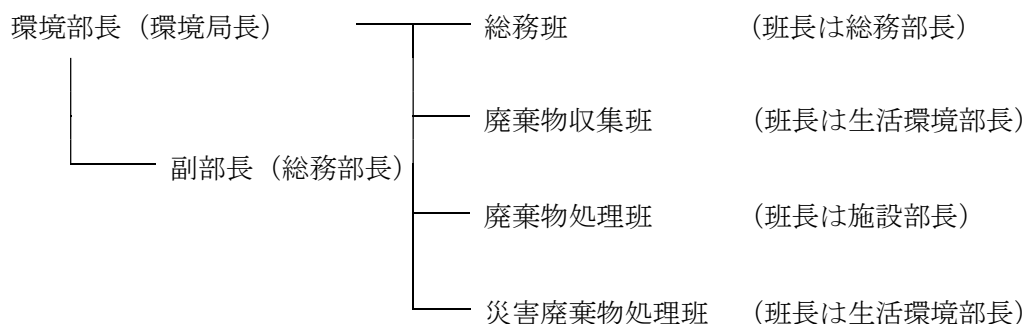 環境部長（環境局長） 総務班 （班長は総務部長）
廃棄物収集班 （班長は生活環境部長）
副部長（総務部長）
廃棄物処理班 （班長は施設部長）
災害廃棄物処理班 （班長は生活環境部長）